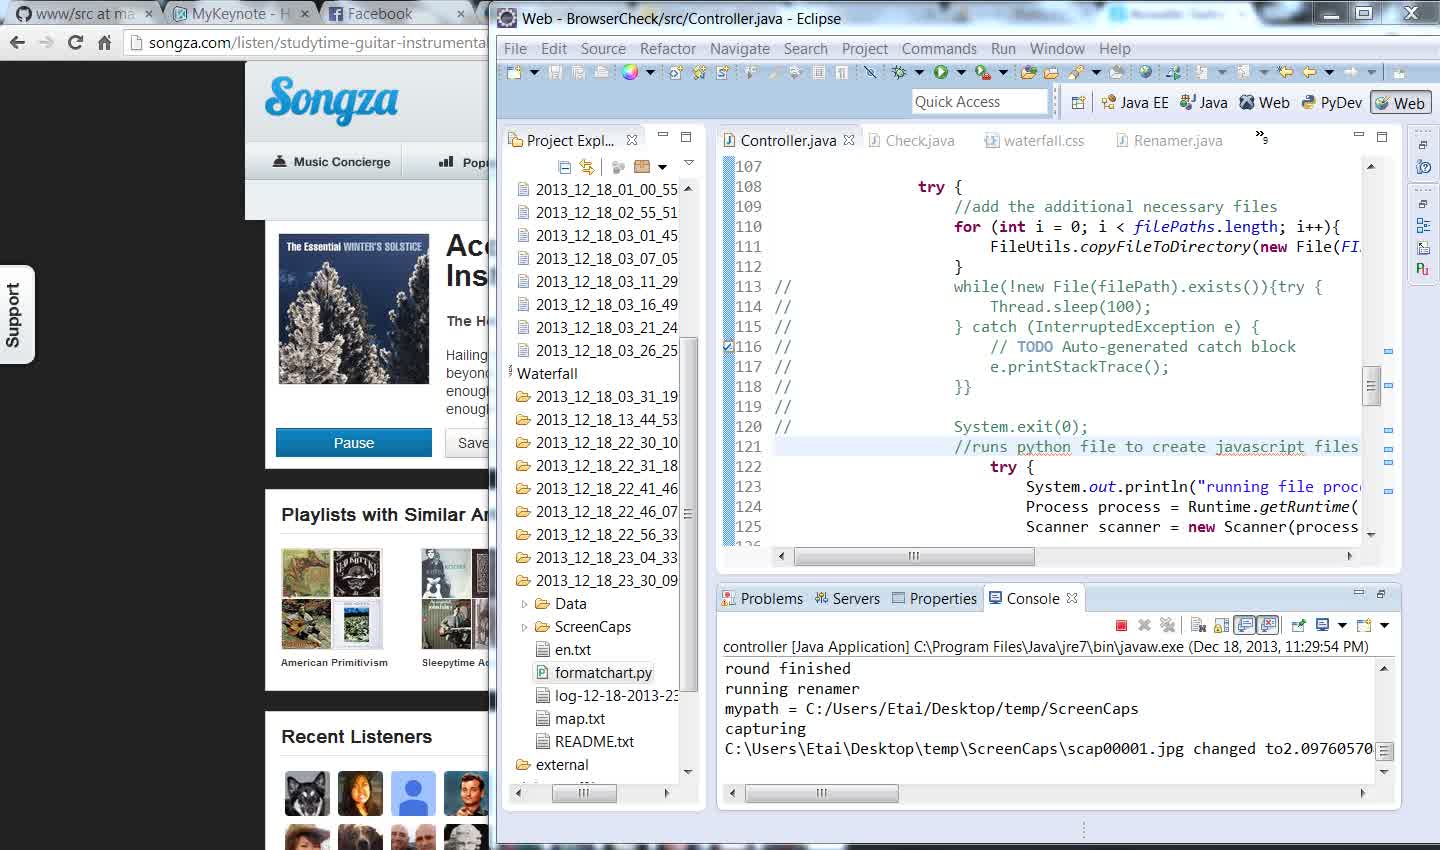 www/src at ma
MyKeynote - H
Facebook
songza.com/listen/studytime-guitar-instrumenta
Songza
Music Concierge
Popu
Support
The Essential WINTER'S SOLSTICE
Aco
Ins
The Ho
Hailing
beyond
enough
enough
Pause
Save
Playlists with Similar Ar
American Primitivism
Sleepytime Ac
Recent Listeners
Web - BrowserCheck/src/Controller.java - Eclipse
File Edit Source Refactor Navigate Search Project Commands Run Window Help
Quick Access
Java EE
Java
Web
PyDev
Web
Project Expl...
2013_12_18_01_00_55
2013_12_18_02_55_51
2013_12_18_03_01_45
2013_12_18_03_07_05
2013_12_18_03_11_29
2013_12_18_03_16_49
2013_12_18_03_21_24
2013_12_18_03_26_25
Waterfall
2013_12_18_03_31_19
2013_12_18_13_44_53
2013_12_18_22_30_10
2013_12_18_22_31_18
2013_12_18_22_41_46
2013_12_18_22_46_07
2013_12_18_22_56_33
2013_12_18_23_04_33
2013_12_18_23_30_09
Data
ScreenCaps
en.txt
formatchart.py
log-12-18-2013-23
map.txt
README.txt
external
Controller.java
Check.java
waterfall.css
Renamer.java
»9
107
108 try {
109 //add the additional necessary files
110 for (int i = 0; i < filePaths.length; i++){
111 FileUtils.copyFileToDirectory(new File(FI
112 }
113 // while(!new File(filePath).exists()){try {
114 // Thread.sleep(100);
115 // } catch (InterruptedException e) {
116 // // TODO Auto-generated catch block
117 // e.printStackTrace();
118 // }}
119 //
120 // System.exit(0);
121 //runs python file to create javascript files
122 try {
123 System.out.println("running file proc
124 Process process = Runtime.getRuntime(
125 Scanner scanner = new Scanner(process
Problems
Servers
Properties
Console
controller [Java Application] C:\Program Files\Java\jre7\bin\javaw.exe (Dec 18, 2013, 11:29:54 PM)
round finished
running renamer
mypath = C:/Users/Etai/Desktop/temp/ScreenCaps
capturing
C:\Users\Etai\Desktop\temp\ScreenCaps\scap00001.jpg changed to2.09760570